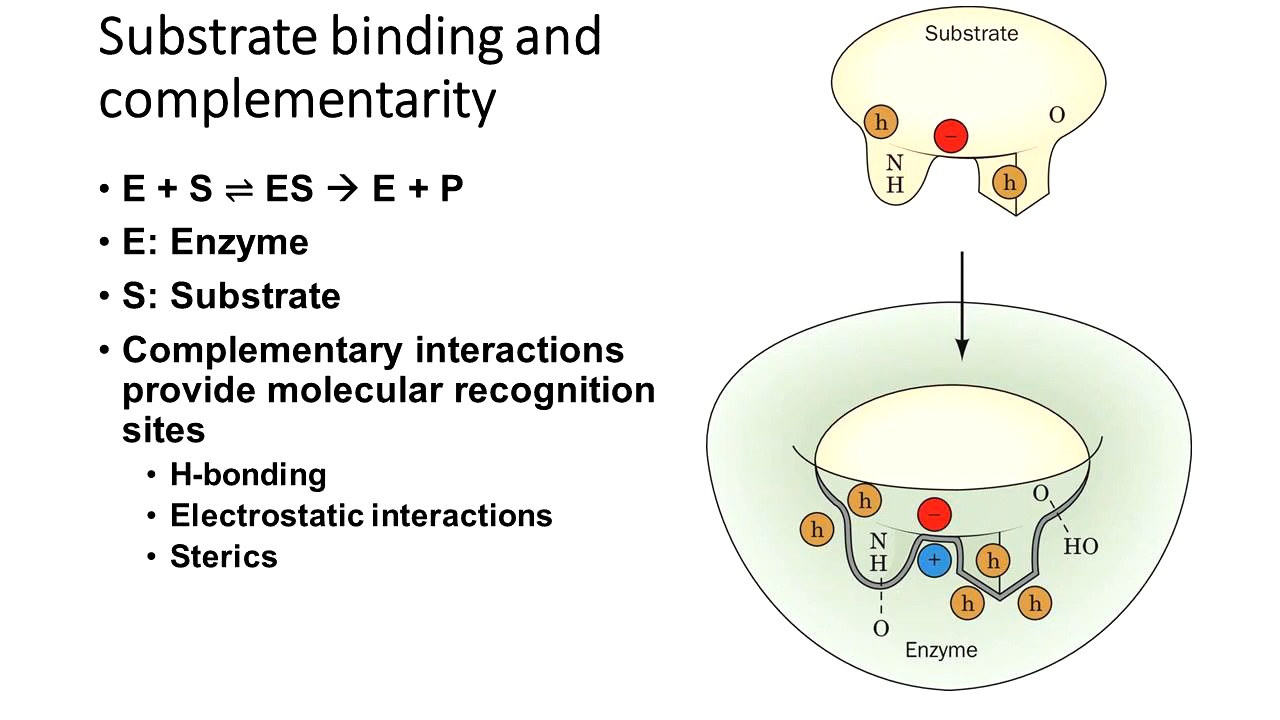 Substrate binding and
complementarity
• E + S ⇌ ES → E + P
• E: Enzyme
• S: Substrate
• Complementary interactions
provide molecular recognition
sites
• H-bonding
• Electrostatic interactions
• Sterics
Substrate
h
−
O
N
H
h
h
−
O
h
N
H
+
h
HO
h
h
O
Enzyme